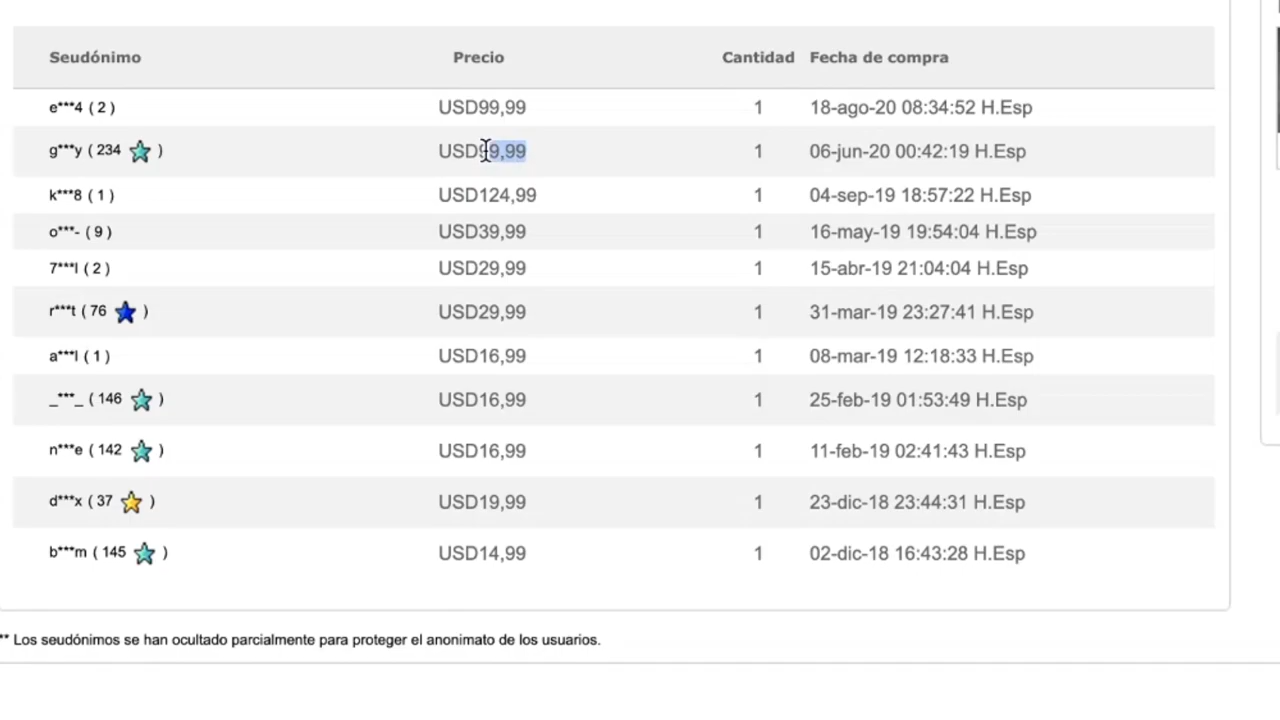 Seudónimo Precio Cantidad Fecha de compra
e***4 ( 2 ) USD99,99 1 18-ago-20 08:34:52 H.Esp
g***y ( 234 ) USD99,99 1 06-jun-20 00:42:19 H.Esp
k***8 ( 1 ) USD124,99 1 04-sep-19 18:57:22 H.Esp
o***- ( 9 ) USD39,99 1 16-may-19 19:54:04 H.Esp
7***l ( 2 ) USD29,99 1 15-abr-19 21:04:04 H.Esp
r***t ( 76 ) USD29,99 1 31-mar-19 23:27:41 H.Esp
a***l ( 1 ) USD16,99 1 08-mar-19 12:18:33 H.Esp
_***_ ( 146 ) USD16,99 1 25-feb-19 01:53:49 H.Esp
n***e ( 142 ) USD16,99 1 11-feb-19 02:41:43 H.Esp
d***x ( 37 ) USD19,99 1 23-dic-18 23:44:31 H.Esp
b***m ( 145 ) USD14,99 1 02-dic-18 16:43:28 H.Esp
** Los seudónimos se han ocultado parcialmente para proteger el anonimato de los usuarios.